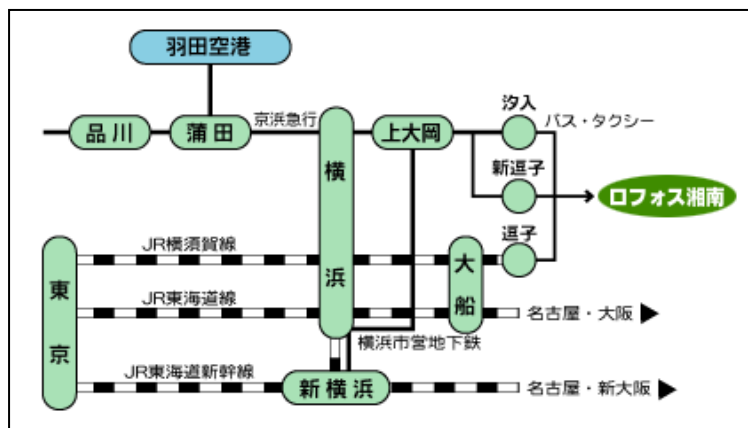 羽田空港
品川
蒲田
京浜急行
横浜
上大岡
汐入
バス・タクシー
新逗子
ロフォス湘南
逗子
東京
JR横須賀線
大船
JR東海道線
名古屋・大阪
横浜市営地下鉄
JR東海道新幹線
新横浜
名古屋・新大阪